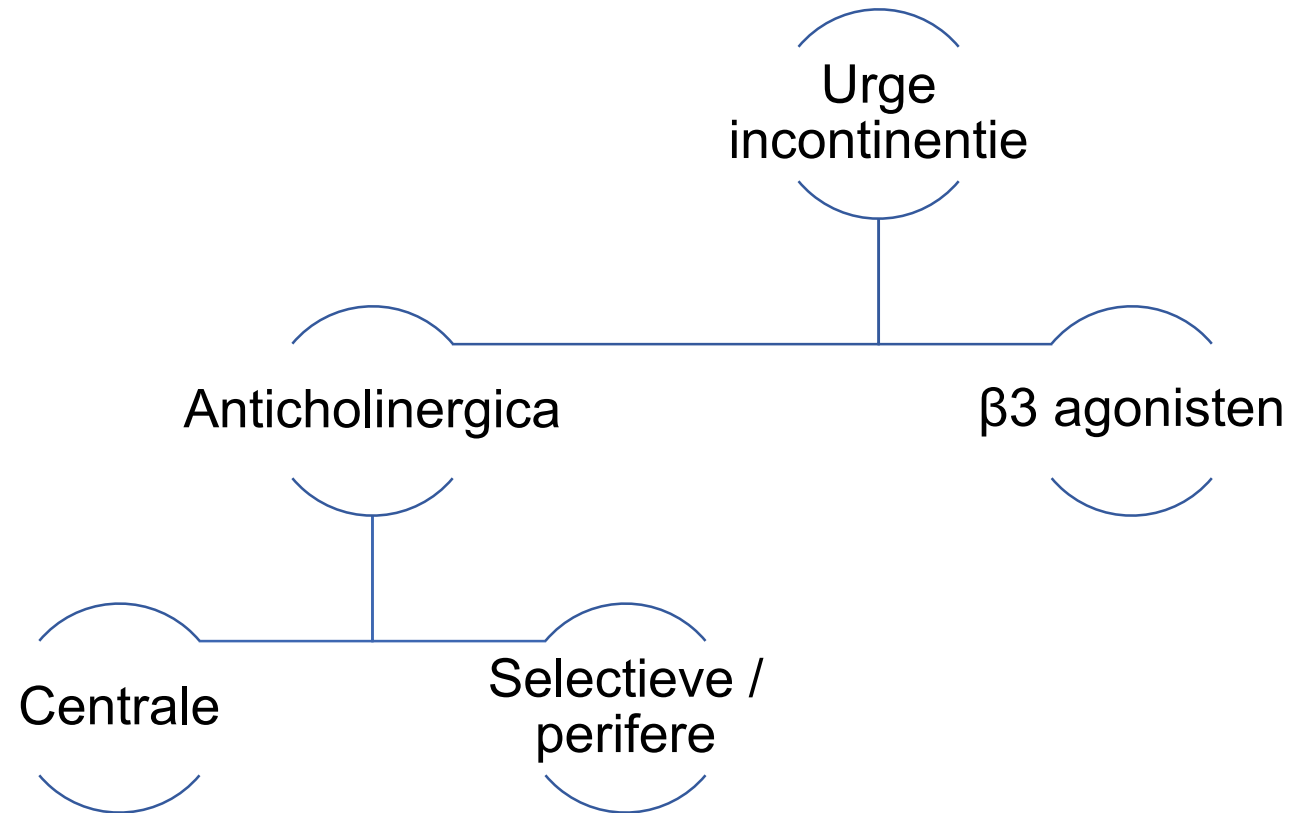 Urge
incontinentie
Anticholinergica
β3 agonisten
Centrale
Selectieve /
perifere